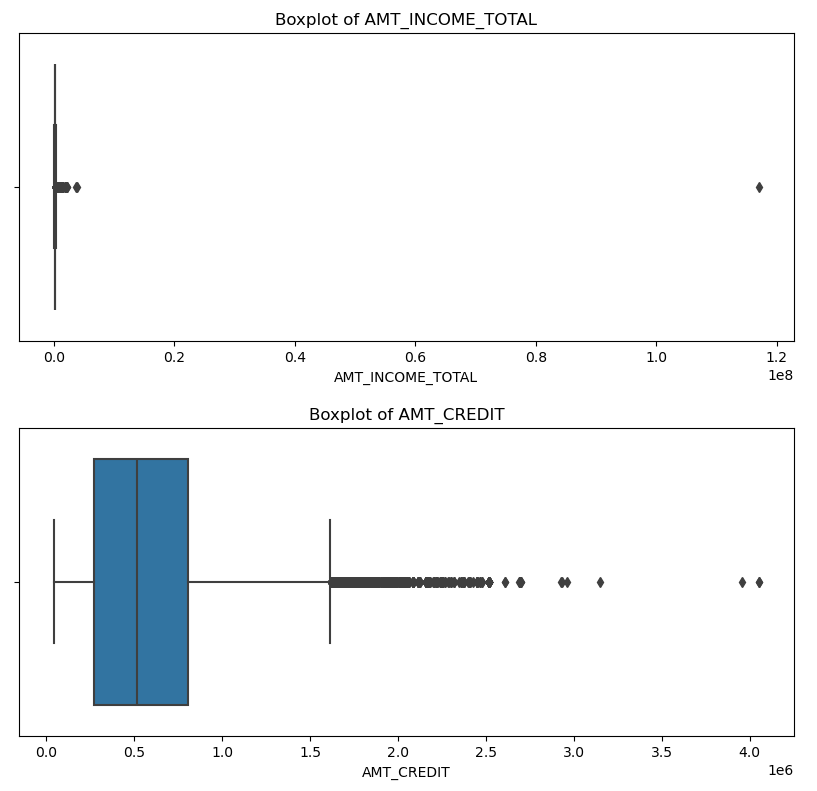 Boxplot of AMT_INCOME_TOTAL
0.0 0.2 0.4 0.6 0.8 1.0 1.2
1e8
AMT_INCOME_TOTAL
Boxplot of AMT_CREDIT
0.0 0.5 1.0 1.5 2.0 2.5 3.0 3.5 4.0
1e6
AMT_CREDIT